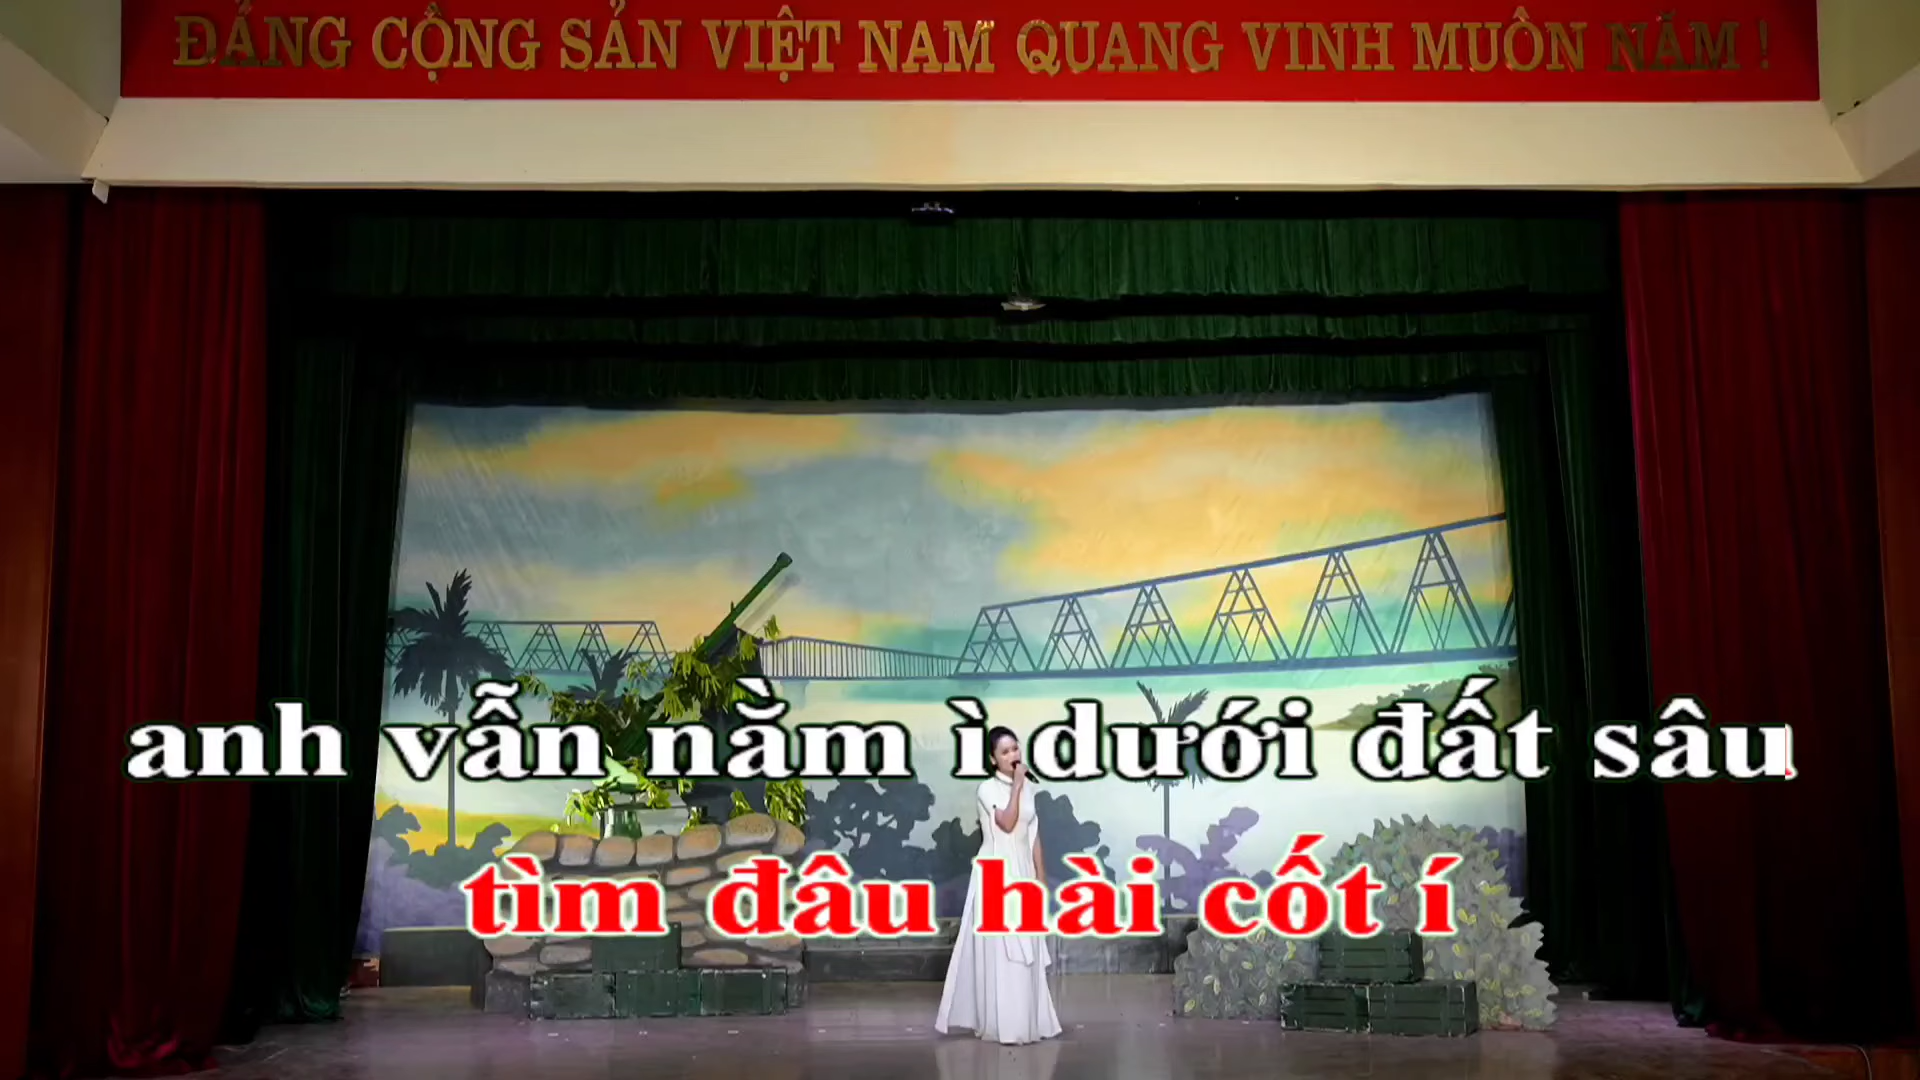 ĐẢNG CỘNG SẢN VIỆT NAM QUANG VINH MUÔN NĂM !
anh vẫn nằm ì dưới đất sâu
tìm đâu hài cốt í